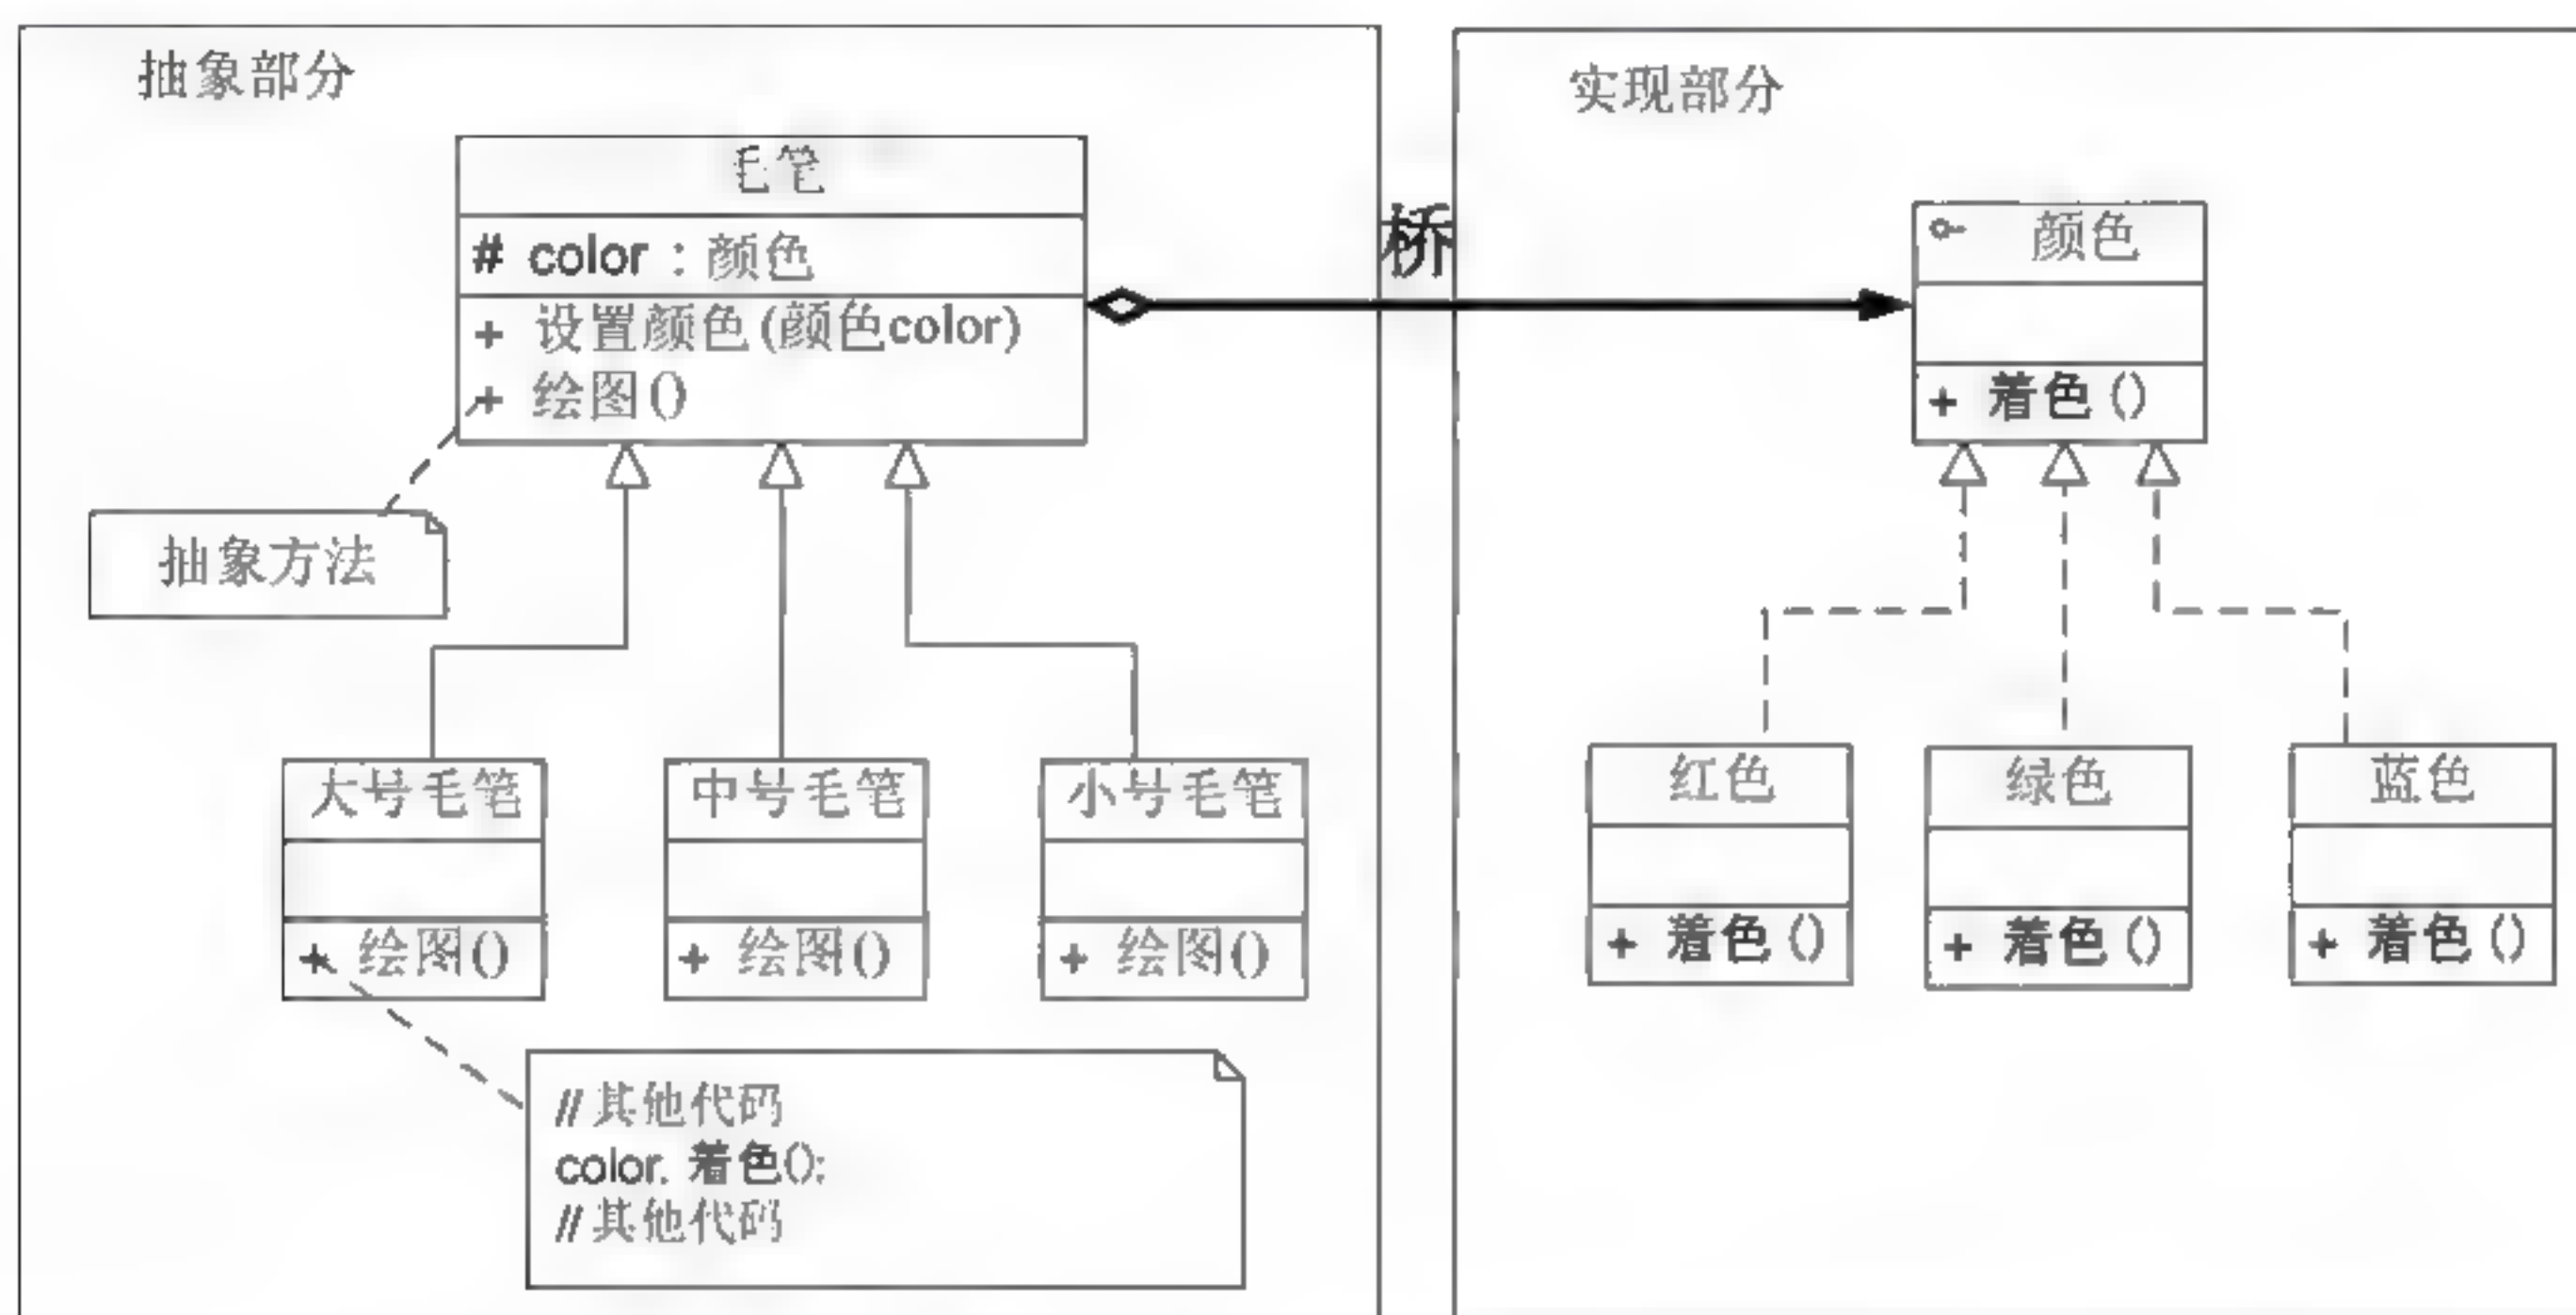 抽象部分
毛笔
# color : 颜色
+ 设置颜色(颜色color)
+ 绘图()
抽象方法
大号毛笔
+ 绘图()
中号毛笔
+ 绘图()
小号毛笔
+ 绘图()
//其他代码
color. 着色();
//其他代码
桥
实现部分
颜色
+ 着色()
红色
+ 着色()
绿色
+ 着色()
蓝色
+ 着色()